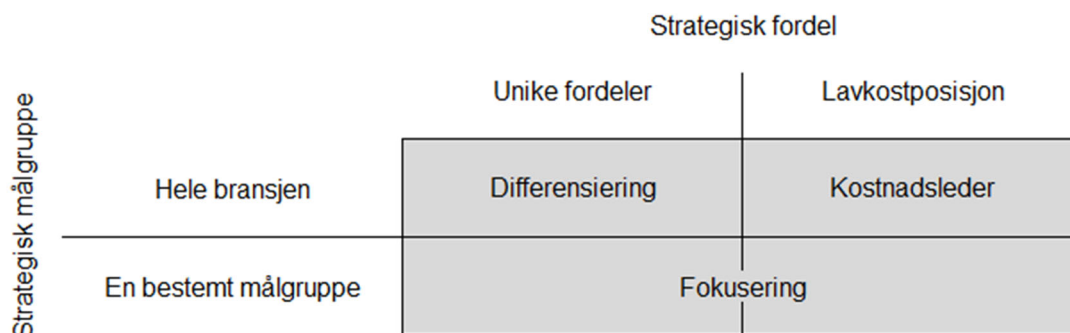 Strategisk fordel
Unike fordeler Lavkostposisjon
Strategisk målgruppe
Hele bransjen Differensiering Kostnadsleder
En bestemt målgruppe Fokusering